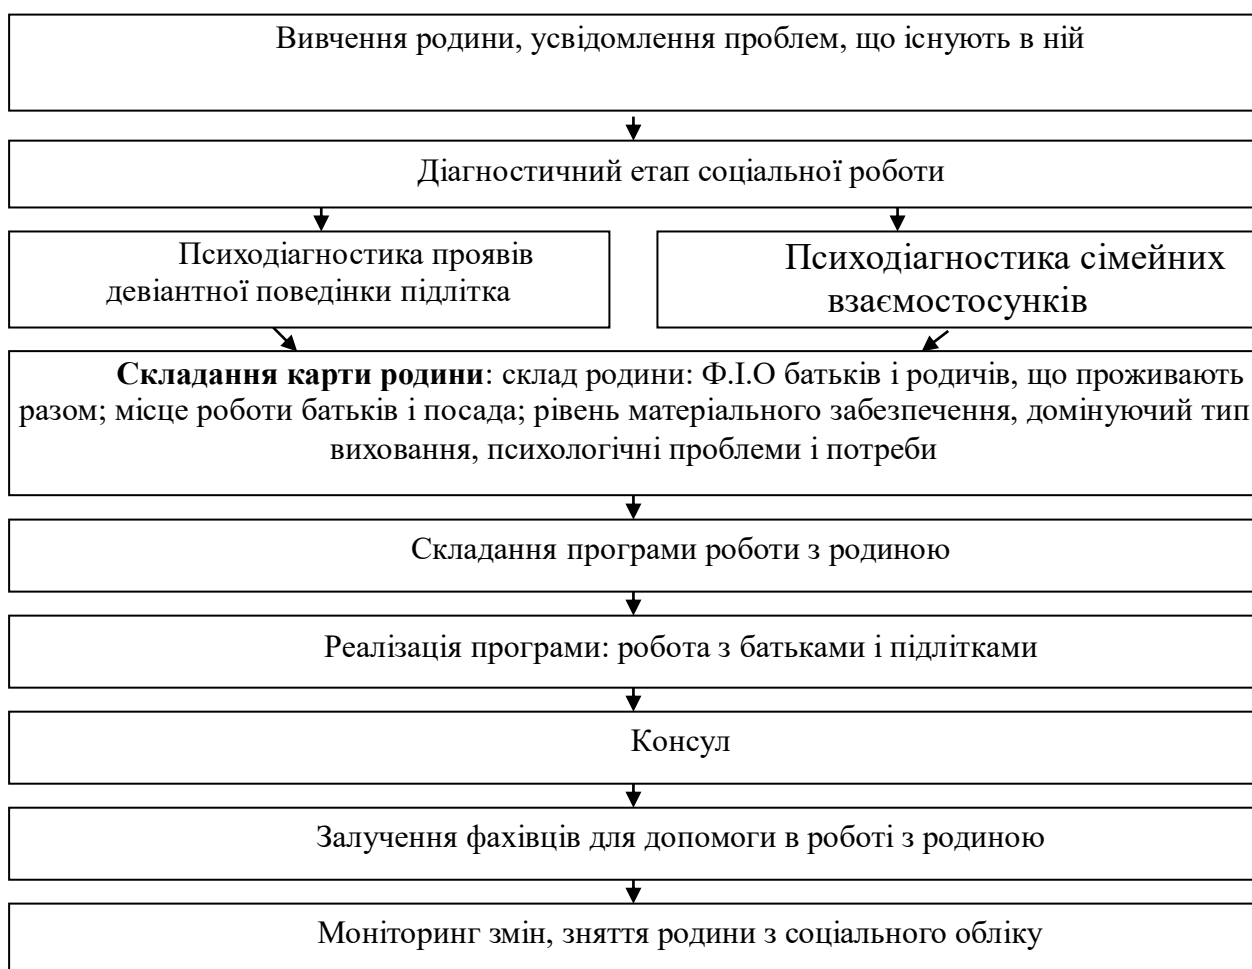 Вивчення родини, усвідомлення проблем, що існують в ній
Діагностичний етап соціальної роботи
Психодіагностика проявів
девіантної поведінки підлітка
Психодіагностика сімейних
взаємостосунків
Складання карти родини: склад родини: Ф.І.О батьків і родичів, що проживають
разом; місце роботи батьків і посада; рівень матеріального забезпечення, домінуючий тип
виховання, психологічні проблеми і потреби
Складання програми роботи з родиною
Реалізація програми: робота з батьками і підлітками
Консул
Залучення фахівців для допомоги в роботі з родиною
Моніторинг змін, зняття родини з соціального обліку